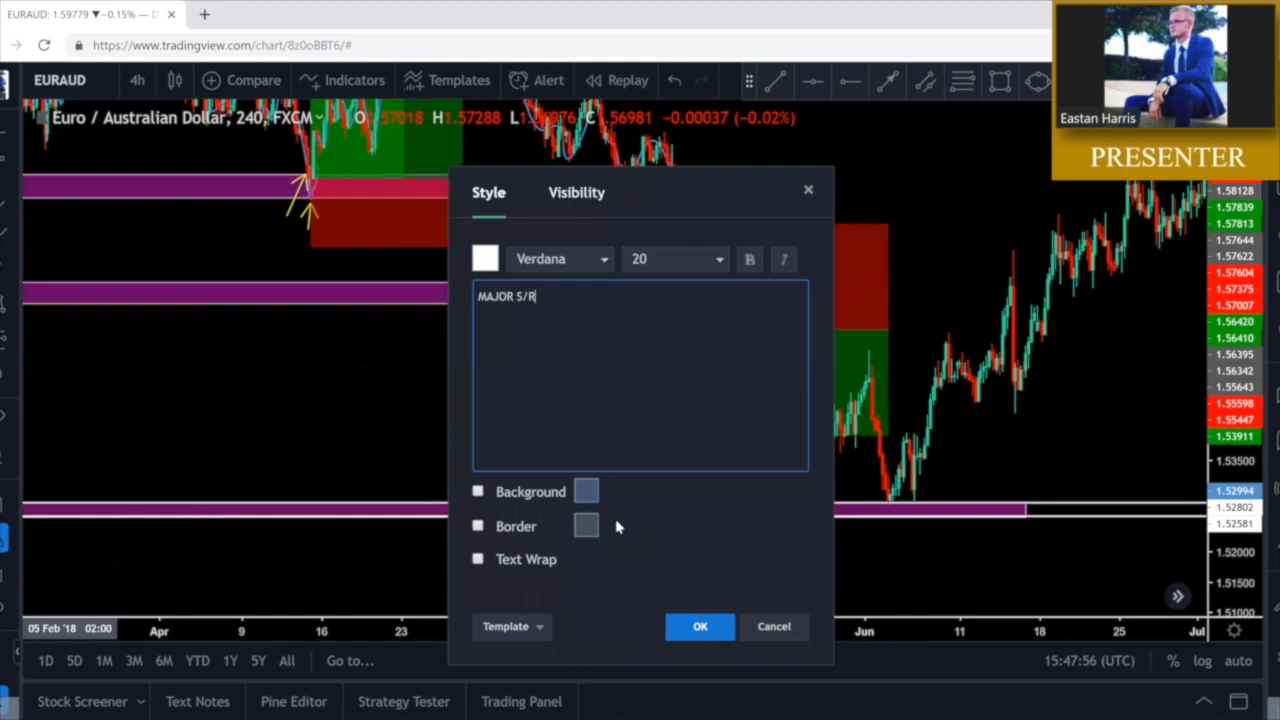 EURAUD: 1.59779 ▼ −0.15% — D
https://www.tradingview.com/chart/8z0oBBT6/#
EURAUD 4h Compare Indicators Templates Alert Replay
Euro / Australian Dollar, 240, FXCM O1.57018 H1.57288 L1.56976 C1.56981 −0.00037 (−0.02%)
Eastan Harris
PRESENTER
Style Visibility
Verdana 20 B I
MAJOR S/R
Background
Border
Text Wrap
Template OK Cancel
1.58128
1.57839
1.57813
1.57644
1.57622
1.57604
1.57375
1.57007
1.56420
1.56410
1.56395
1.56342
1.55643
1.55598
1.55447
1.53911
1.53500
1.52994
1.52802
1.52581
1.52000
1.51500
1.51000
05 Feb '18 02:00 Apr 9 16 23 Jun 11 18 25 Jul
1D 5D 1M 3M 6M YTD 1Y 5Y All Go to... 15:47:56 (UTC) % log auto
Stock Screener Text Notes Pine Editor Strategy Tester Trading Panel